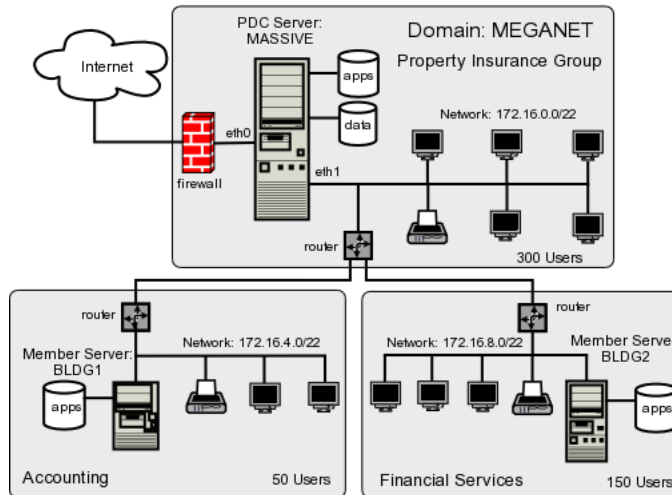 PDC Server:
MASSIVE
Domain: MEGANET
Property Insurance Group
Internet
apps
data
Network: 172.16.0.0/22
eth0
eth1
firewall
router
300 Users
router
Network: 172.16.4.0/22
Member Server:
BLDG1
apps
Accounting
50 Users
router
Network: 172.16.8.0/22
Member Serve
BLDG2
apps
Financial Services
150 Users